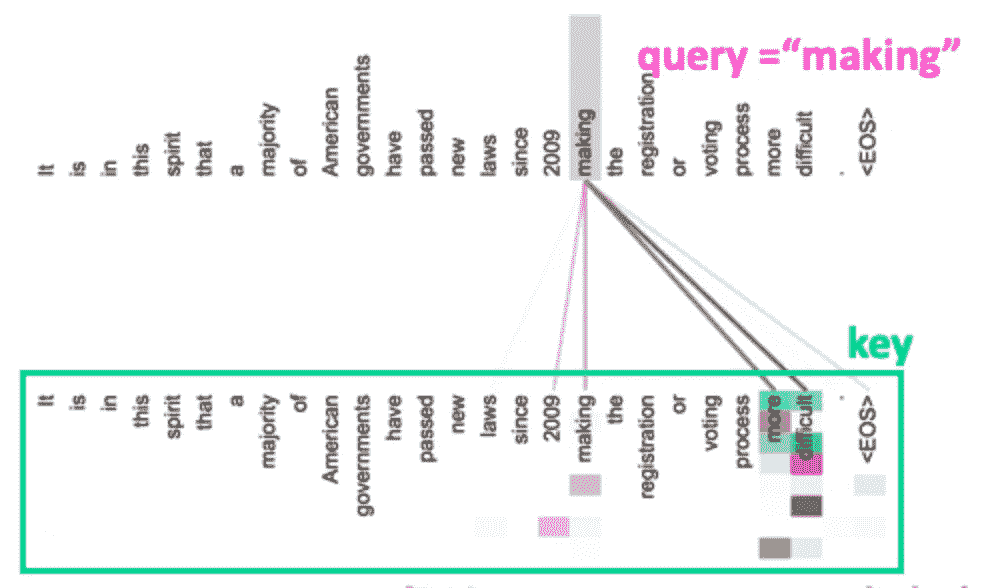 query =“making”
It
is
in
this
spirit
that
a
majority
of
American
governments
have
passed
new
laws
since
2009
making
the
registration
or
voting
process
more
difficult
.
<EOS>
key
It
is
in
this
spirit
that
a
majority
of
American
governments
have
passed
new
laws
since
2009
making
the
registration
or
voting
process
more
difficult
.
<EOS>